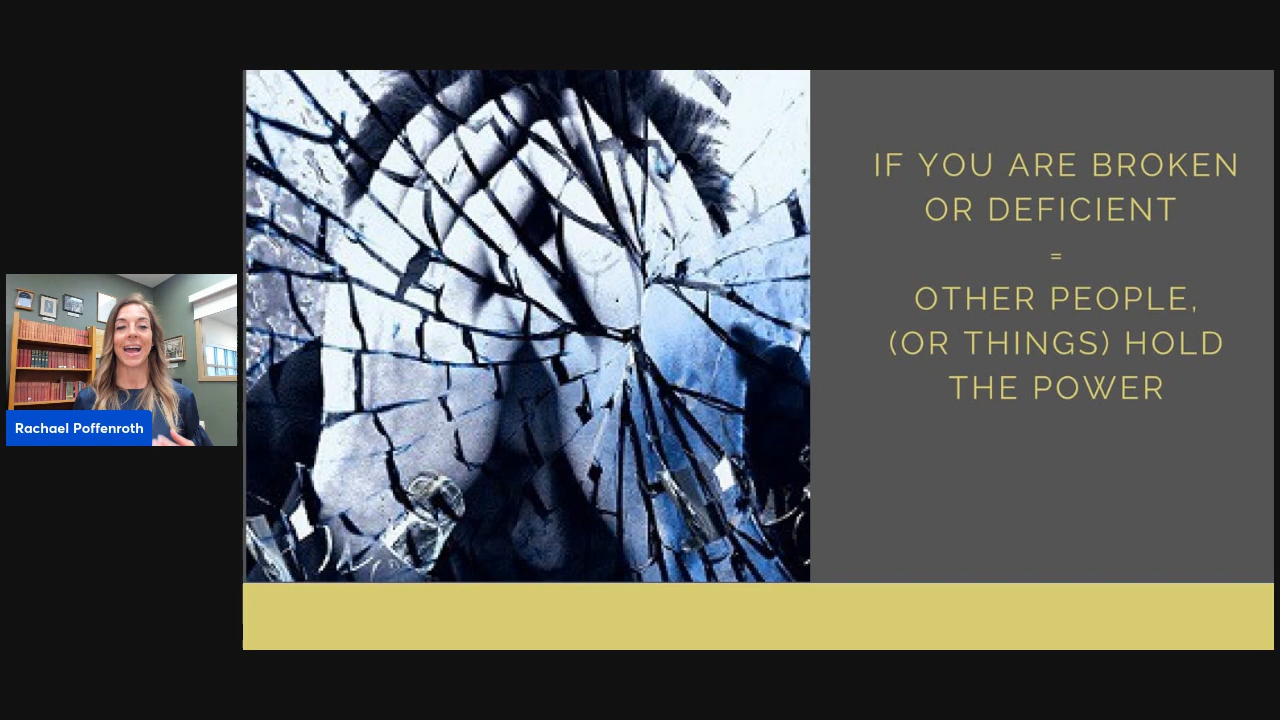 IF YOU ARE BROKEN
OR DEFICIENT
=
OTHER PEOPLE,
(OR THINGS) HOLD
THE POWER
Rachael Poffenroth